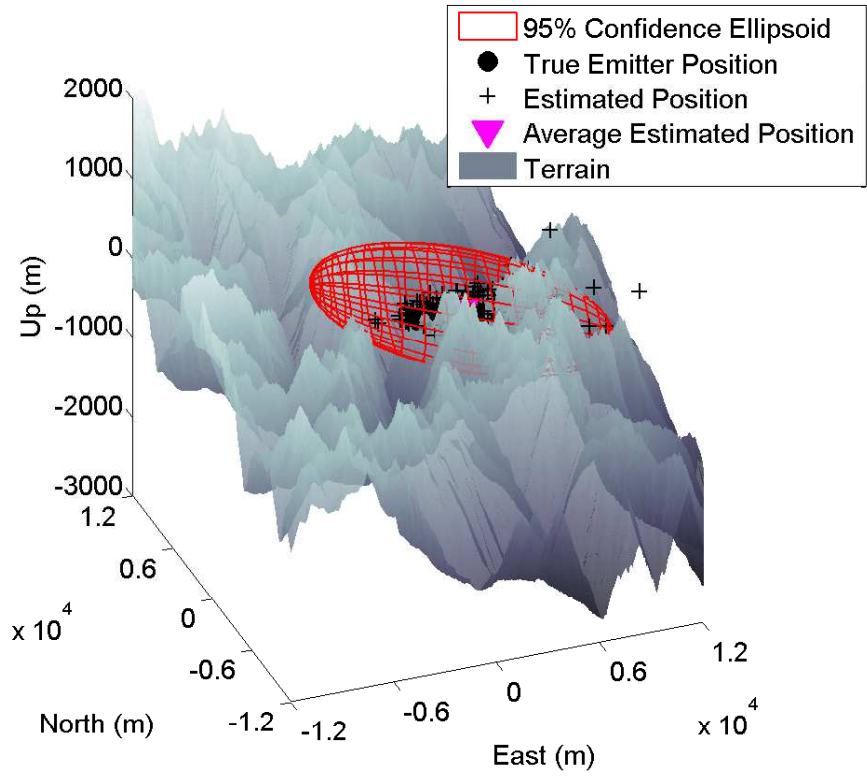 95% Confidence Ellipsoid
True Emitter Position
Estimated Position
Average Estimated Position
Terrain
2000
1000
0
-1000
-2000
-3000
Up (m)
1.2
0.6
0
-0.6
-1.2
x 10^4
North (m)
-1.2
-0.6
0
0.6
1.2
x 10^4
East (m)